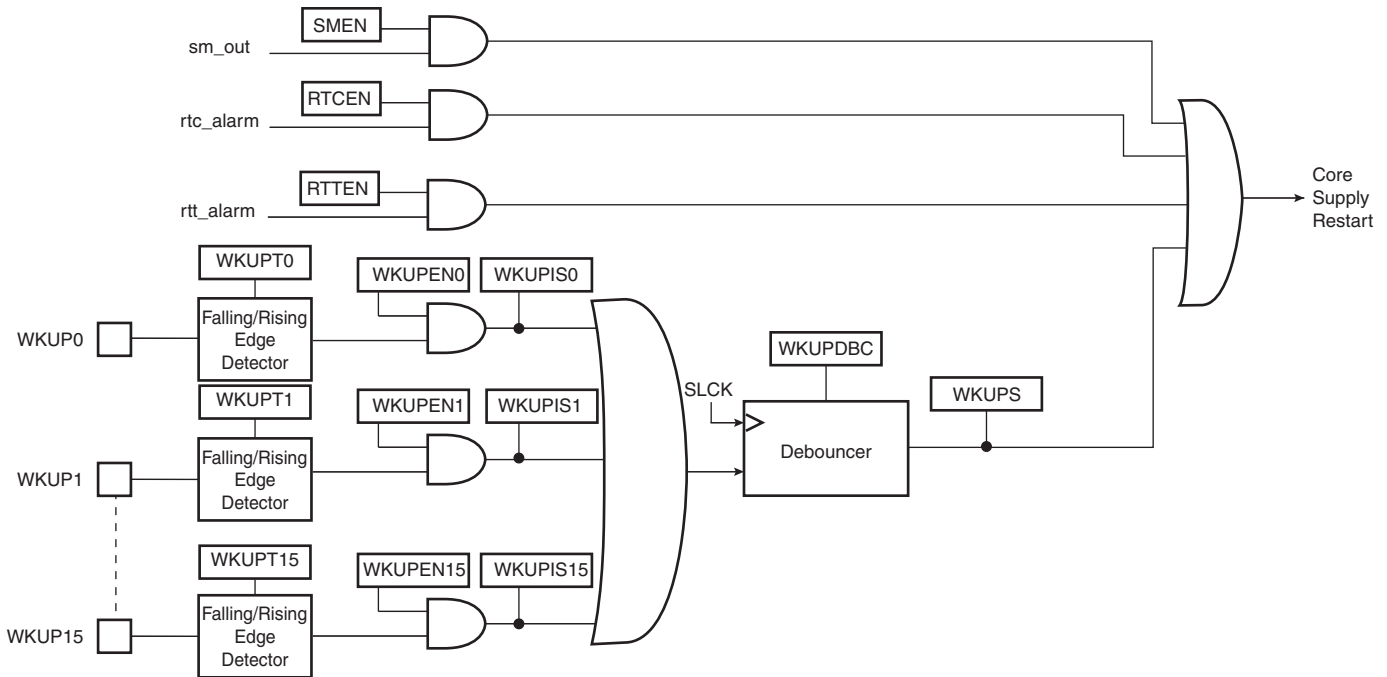 SMEN
sm_out
RTCEN
rtc_alarm
RTTEN
rtt_alarm
Core
Supply
Restart
WKUPT0
WKUPEN0
WKUPIS0
WKUP0
Falling/Rising
Edge
Detector
WKUPT1
WKUPEN1
WKUPIS1
WKUP1
Falling/Rising
Edge
Detector
SLCK
WKUPDBC
Debouncer
WKUPS
WKUPT15
WKUPEN15
WKUPIS15
WKUP15
Falling/Rising
Edge
Detector